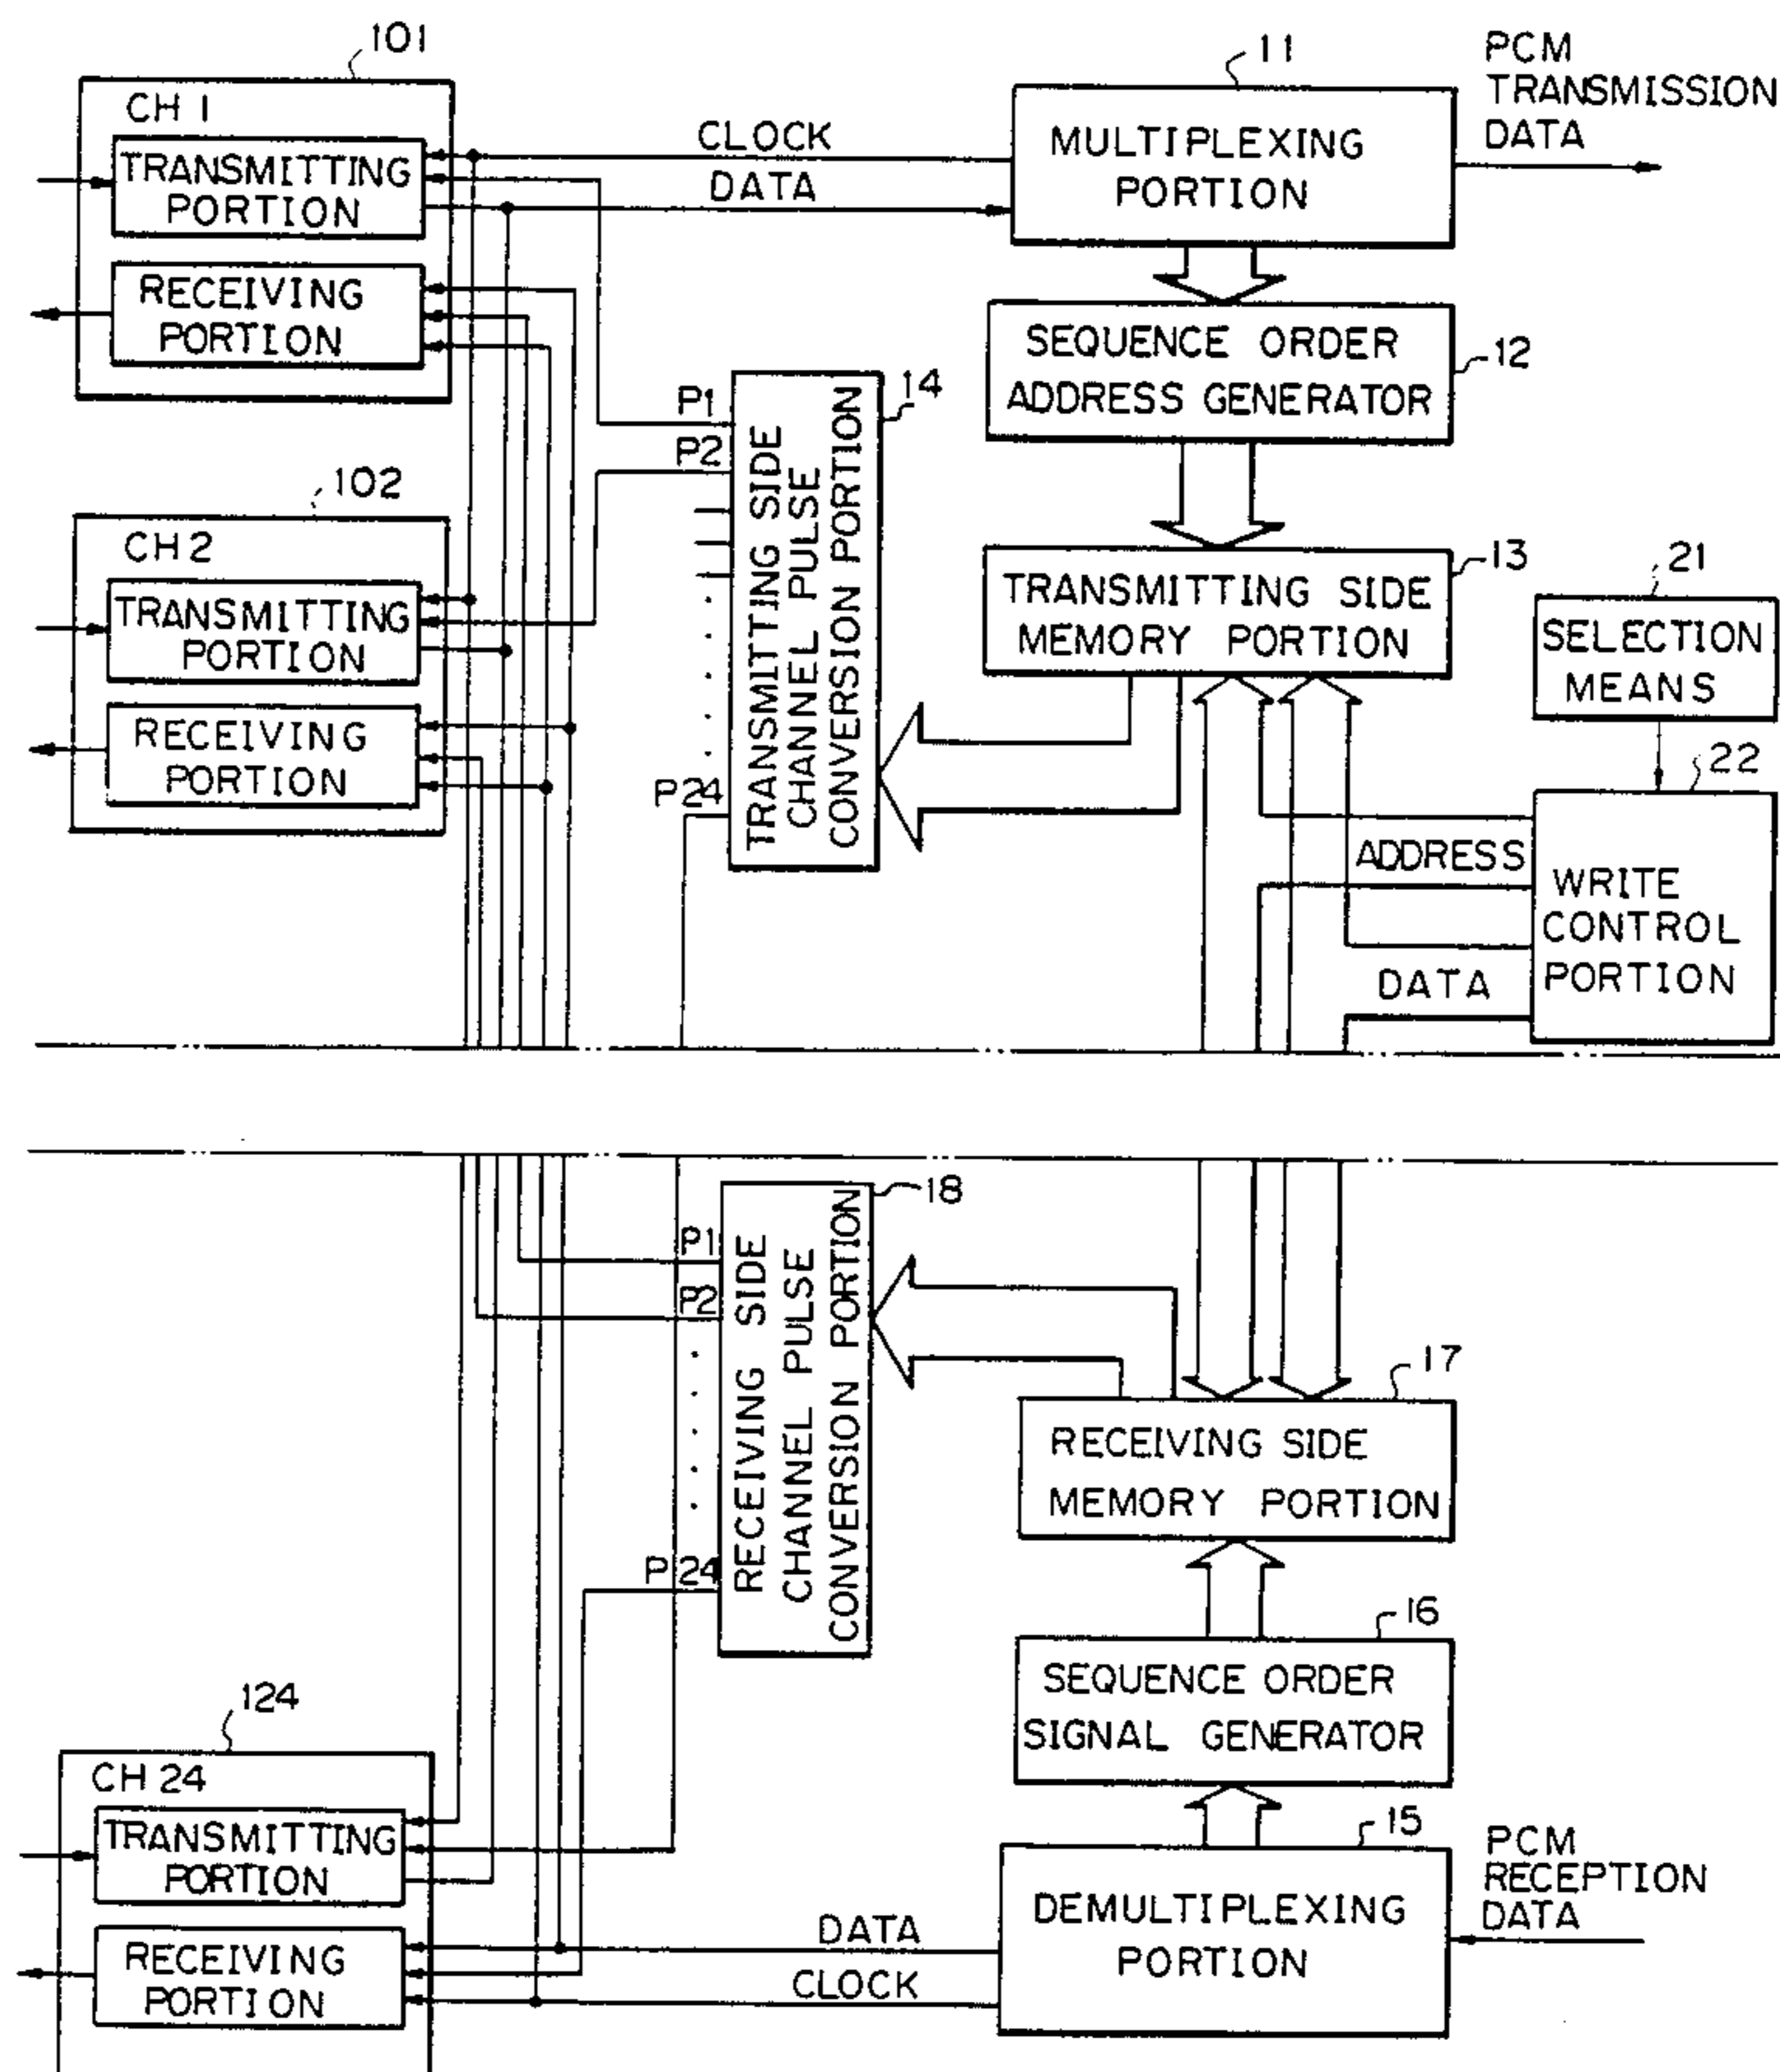 101
CH 1
TRANSMITTING
PORTION
RECEIVING
PORTION
CLOCK
DATA
11
MULTIPLEXING
PORTION
PCM
TRANSMISSION
DATA
SEQUENCE ORDER
ADDRESS GENERATOR
12
14
P1
P2
P24
TRANSMITTING SIDE
CHANNEL PULSE
CONVERSION PORTION
102
CH 2
TRANSMITTING
PORTION
RECEIVING
PORTION
TRANSMITTING SIDE
MEMORY PORTION
13
21
SELECTION
MEANS
22
WRITE
CONTROL
PORTION
ADDRESS
DATA
18
P1
P2
P24
RECEIVING SIDE
CHANNEL PULSE
CONVERSION PORTION
17
RECEIVING SIDE
MEMORY PORTION
16
SEQUENCE ORDER
SIGNAL GENERATOR
124
CH 24
TRANSMITTING
PORTION
RECEIVING
PORTION
DATA
CLOCK
15
DEMULTIPLEXING
PORTION
PCM
RECEPTION
DATA